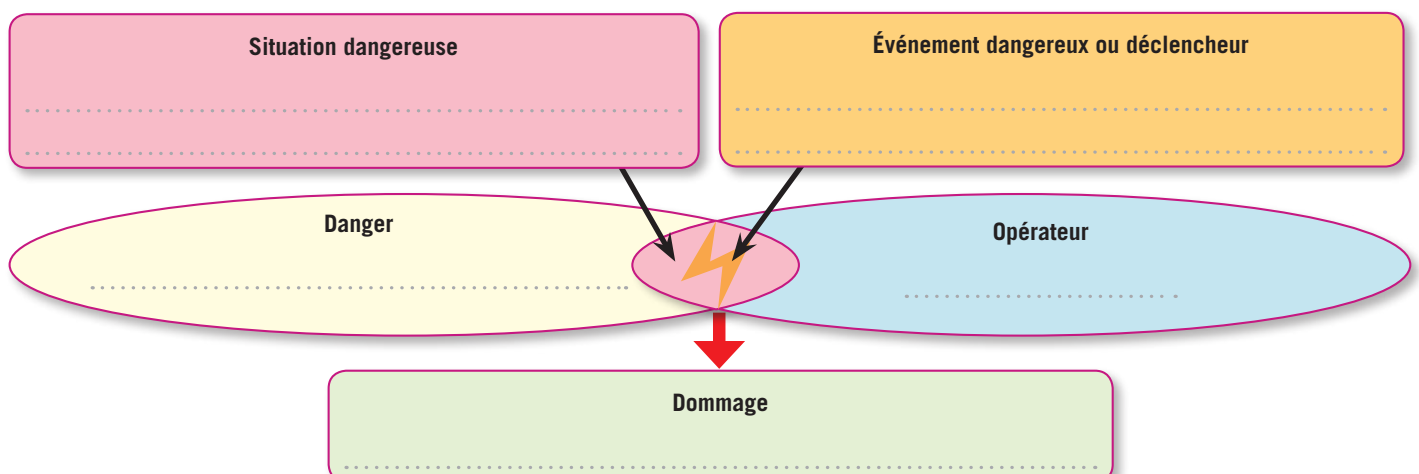 Situation dangereuse
Événement dangereux ou déclencheur
Danger
Opérateur
Dommage